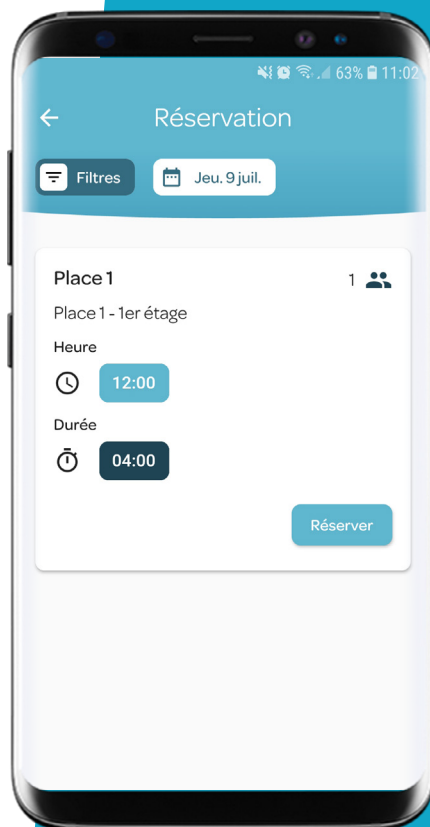 63% 11:02
Réservation
Filtres
Jeu. 9 juil.
Place 1
1
Place 1 - 1er étage
Heure
12:00
Durée
04:00
Réserver